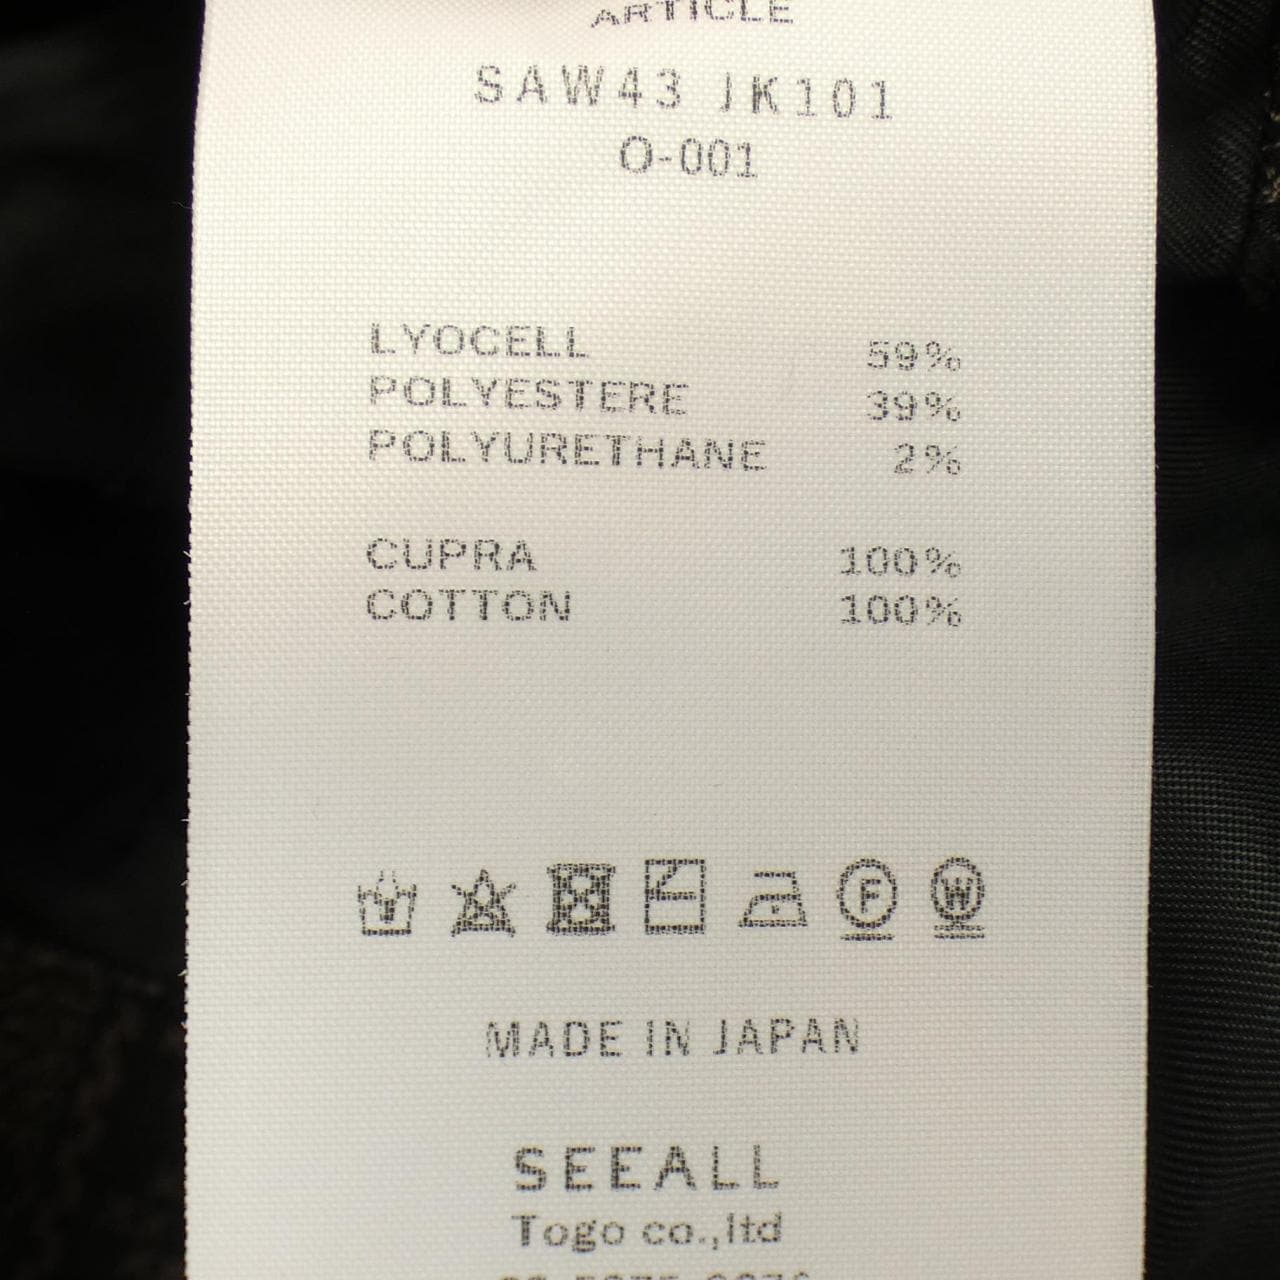 ARTICLE
SAW43 JK101
O-001
LYOCELL 59%
POLYESTERE 39%
POLYURETHANE 2%
CUPRA 100%
COTTON 100%
F W
MADE IN JAPAN
SEEALL
Togo co.,ltd